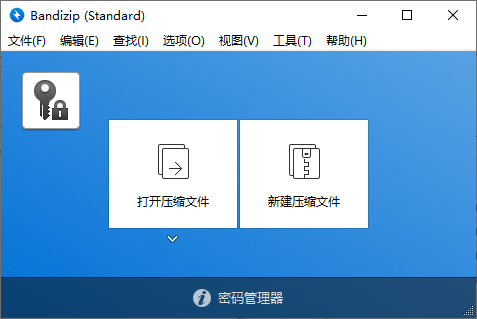 Bandizip (Standard)
文件(F) 编辑(E) 查找(I) 选项(O) 视图(V) 工具(T) 帮助(H)
打开压缩文件 新建压缩文件
密码管理器